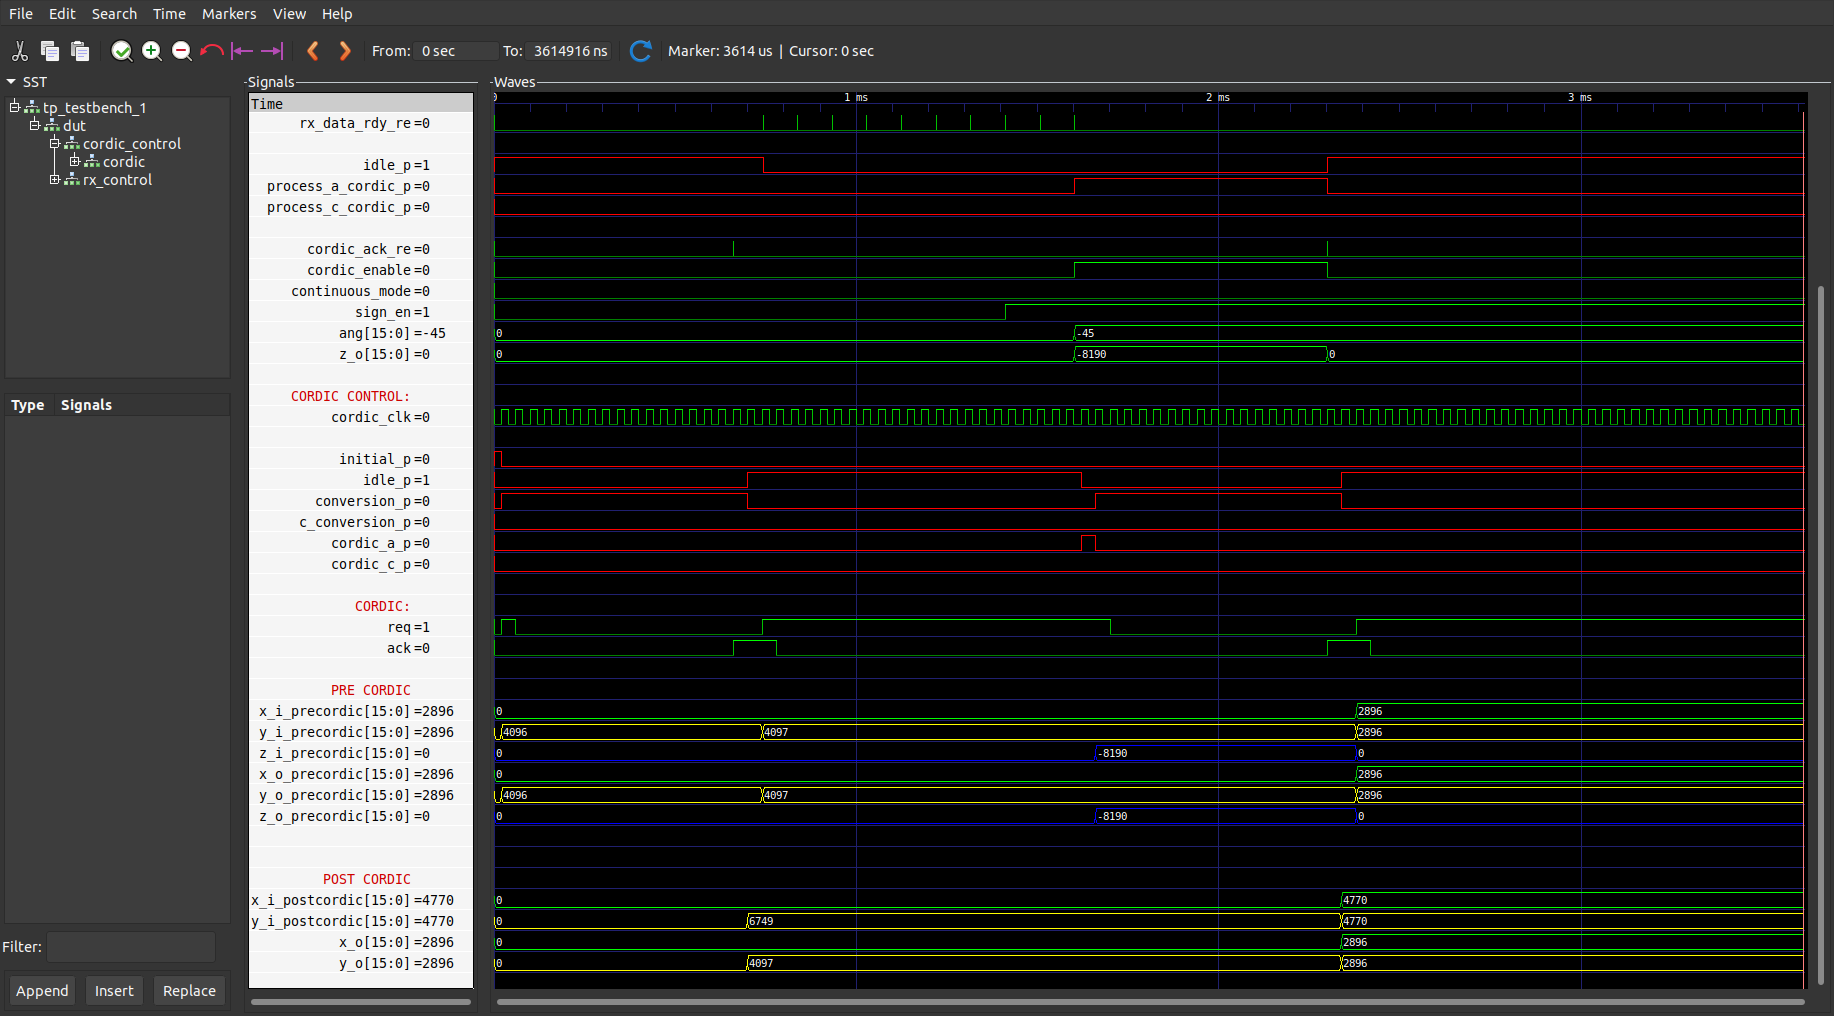 File Edit Search Time Markers View Help
From: 0 sec To: 3614916 ns Marker: 3614 us | Cursor: 0 sec
SST
tp_testbench_1
dut
cordic_control
cordic
rx_control
Type Signals
Filter:
Append Insert Replace
Signals
Time
rx_data_rdy_re=0
idle_p=1
process_a_cordic_p=0
process_c_cordic_p=0
cordic_ack_re=0
cordic_enable=0
continuous_mode=0
sign_en=1
ang[15:0]=-45
z_o[15:0]=0
CORDIC CONTROL:
cordic_clk=0
initial_p=0
idle_p=1
conversion_p=0
c_conversion_p=0
cordic_a_p=0
cordic_c_p=0
CORDIC:
req=1
ack=0
PRE CORDIC
x_i_precordic[15:0]=2896
y_i_precordic[15:0]=2896
z_i_precordic[15:0]=0
x_o_precordic[15:0]=2896
y_o_precordic[15:0]=2896
z_o_precordic[15:0]=0
POST CORDIC
x_i_postcordic[15:0]=4770
y_i_postcordic[15:0]=4770
x_o[15:0]=2896
y_o[15:0]=2896
Waves
0 1 ms 2 ms 3 ms
0 -45
0 -8190 0
0 2896
4096 4097 2896
0 -8190 0
0 2896
4096 4097 2896
0 -8190 0
0 4770
0 6749 4770
0 2896
0 4097 2896